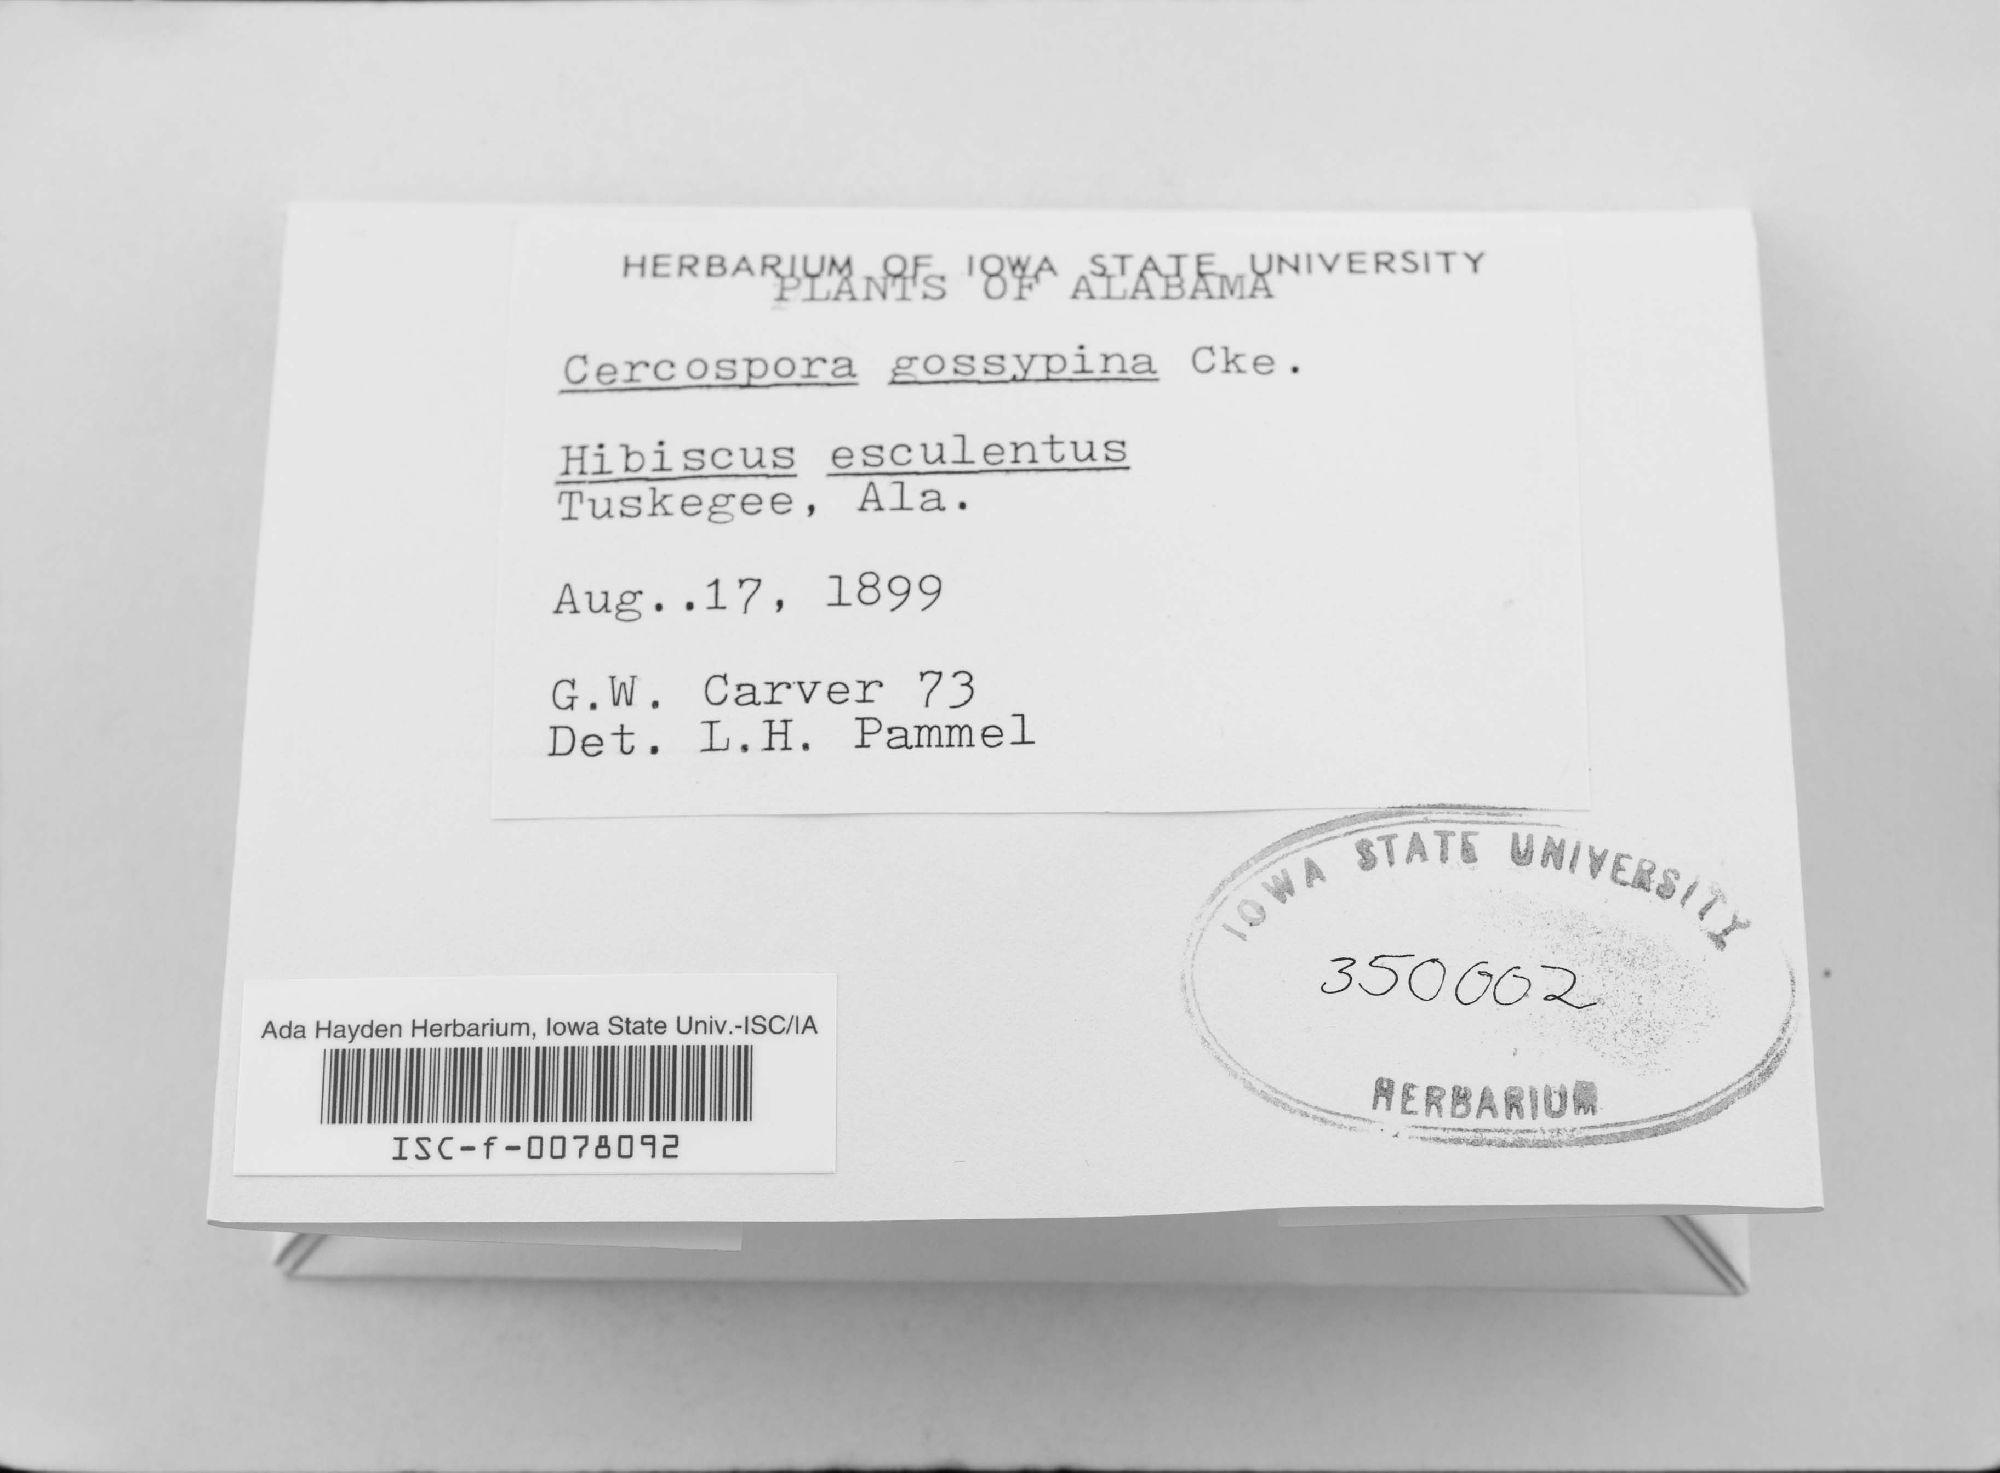 HERBARIUM OF IOWA STATE UNIVERSITY
PLANTS OF ALABAMA
Cercospora gossypina Cke.
Hibiscus esculentus
Tuskegee, Ala.
Aug..17, 1899
G.W. Carver 73
Det. L.H. Pammel
IOWA STATE UNIVERSITY
350002
HERBARIUM
Ada Hayden Herbarium, Iowa State Univ.-ISC/IA
ISC-f-0078092